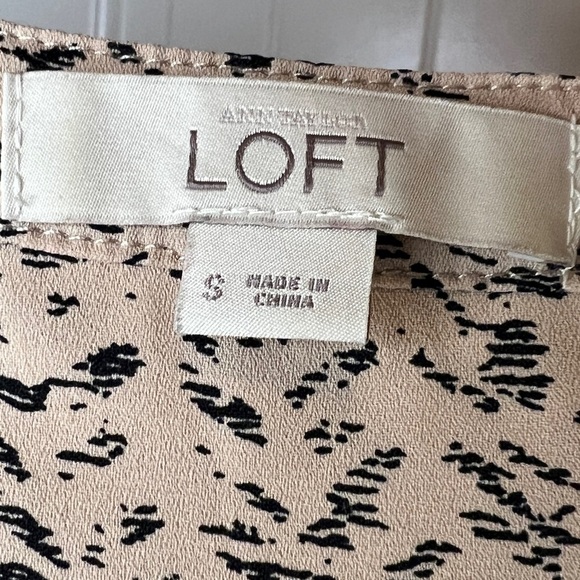 ANN TAYLOR
LOFT
S MADE IN
CHINA